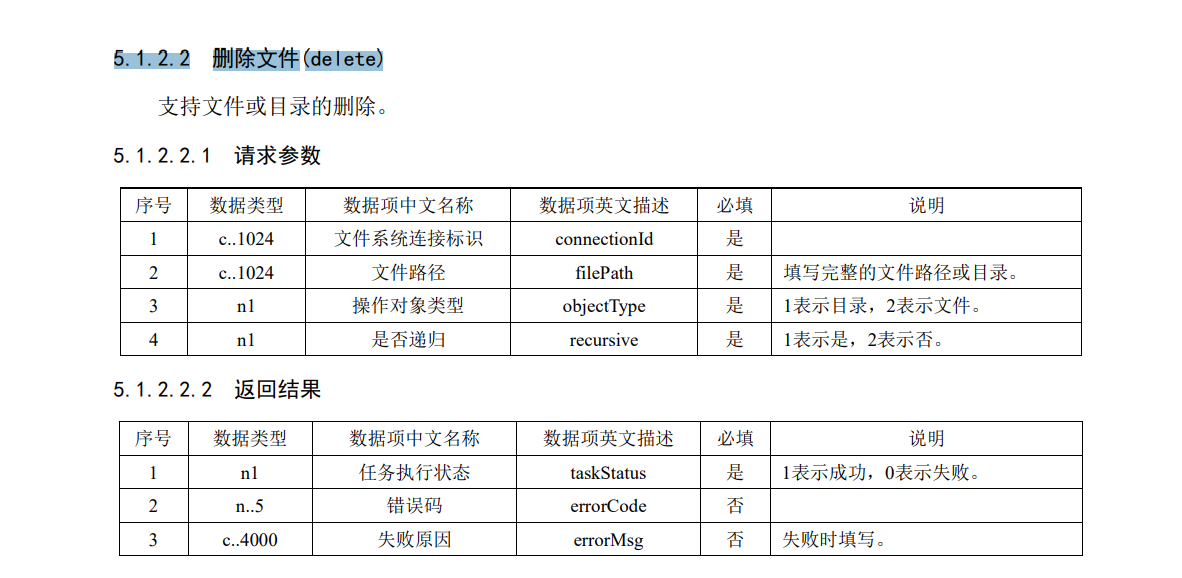 5.1.2.2 删除文件(delete)
支持文件或目录的删除。
5.1.2.2.1 请求参数
序号 数据类型 数据项中文名称 数据项英文描述 必填 说明
1 c..1024 文件系统连接标识 connectionId 是
2 c..1024 文件路径 filePath 是 填写完整的文件路径或目录。
3 n1 操作对象类型 objectType 是 1表示目录，2表示文件。
4 n1 是否递归 recursive 是 1表示是，2表示否。
5.1.2.2.2 返回结果
序号 数据类型 数据项中文名称 数据项英文描述 必填 说明
1 n1 任务执行状态 taskStatus 是 1表示成功，0表示失败。
2 n..5 错误码 errorCode 否
3 c..4000 失败原因 errorMsg 否 失败时填写。